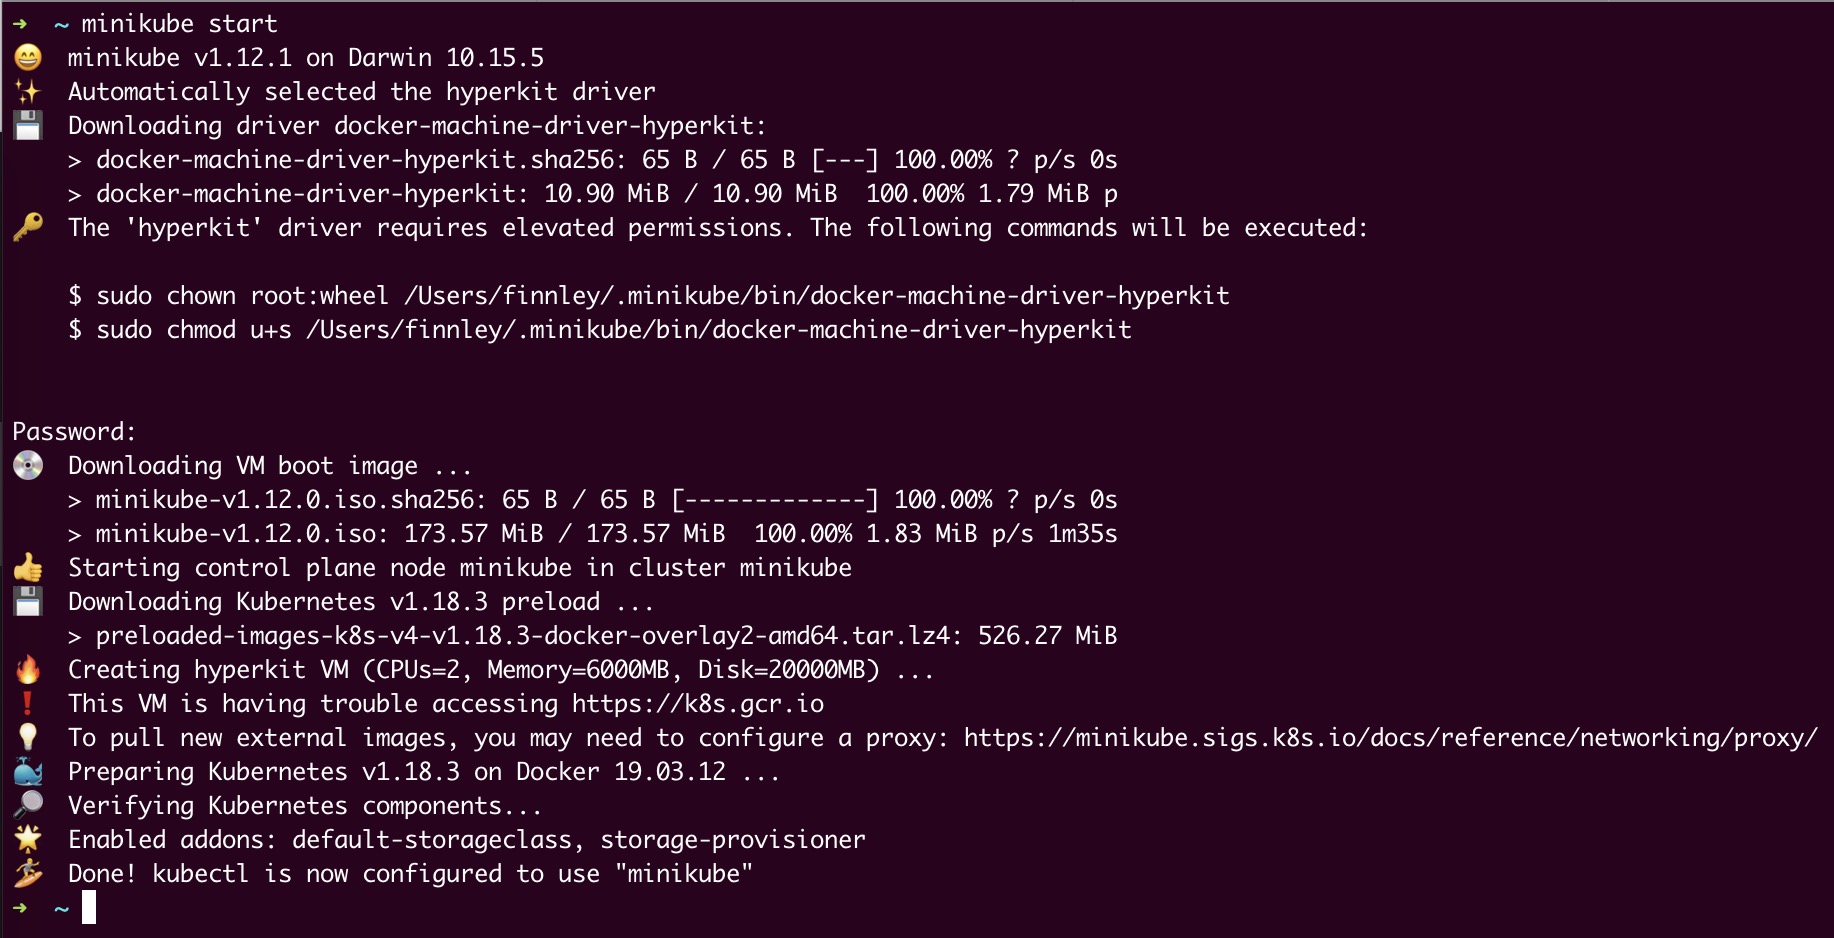 ➜  ~ minikube start
😄  minikube v1.12.1 on Darwin 10.15.5
✨  Automatically selected the hyperkit driver
💾  Downloading driver docker-machine-driver-hyperkit:
    > docker-machine-driver-hyperkit.sha256: 65 B / 65 B [---] 100.00% ? p/s 0s
    > docker-machine-driver-hyperkit: 10.90 MiB / 10.90 MiB  100.00% 1.79 MiB p
🔑  The 'hyperkit' driver requires elevated permissions. The following commands will be executed:
    $ sudo chown root:wheel /Users/finnley/.minikube/bin/docker-machine-driver-hyperkit
    $ sudo chmod u+s /Users/finnley/.minikube/bin/docker-machine-driver-hyperkit
Password:
💿  Downloading VM boot image ...
    > minikube-v1.12.0.iso.sha256: 65 B / 65 B [-------------] 100.00% ? p/s 0s
    > minikube-v1.12.0.iso: 173.57 MiB / 173.57 MiB  100.00% 1.83 MiB p/s 1m35s
👍  Starting control plane node minikube in cluster minikube
💾  Downloading Kubernetes v1.18.3 preload ...
    > preloaded-images-k8s-v4-v1.18.3-docker-overlay2-amd64.tar.lz4: 526.27 MiB
🔥  Creating hyperkit VM (CPUs=2, Memory=6000MB, Disk=20000MB) ...
❗  This VM is having trouble accessing https://k8s.gcr.io
💡  To pull new external images, you may need to configure a proxy: https://minikube.sigs.k8s.io/docs/reference/networking/proxy/
🐳  Preparing Kubernetes v1.18.3 on Docker 19.03.12 ...
🔎  Verifying Kubernetes components...
🌟  Enabled addons: default-storageclass, storage-provisioner
🏄  Done! kubectl is now configured to use "minikube"
➜  ~